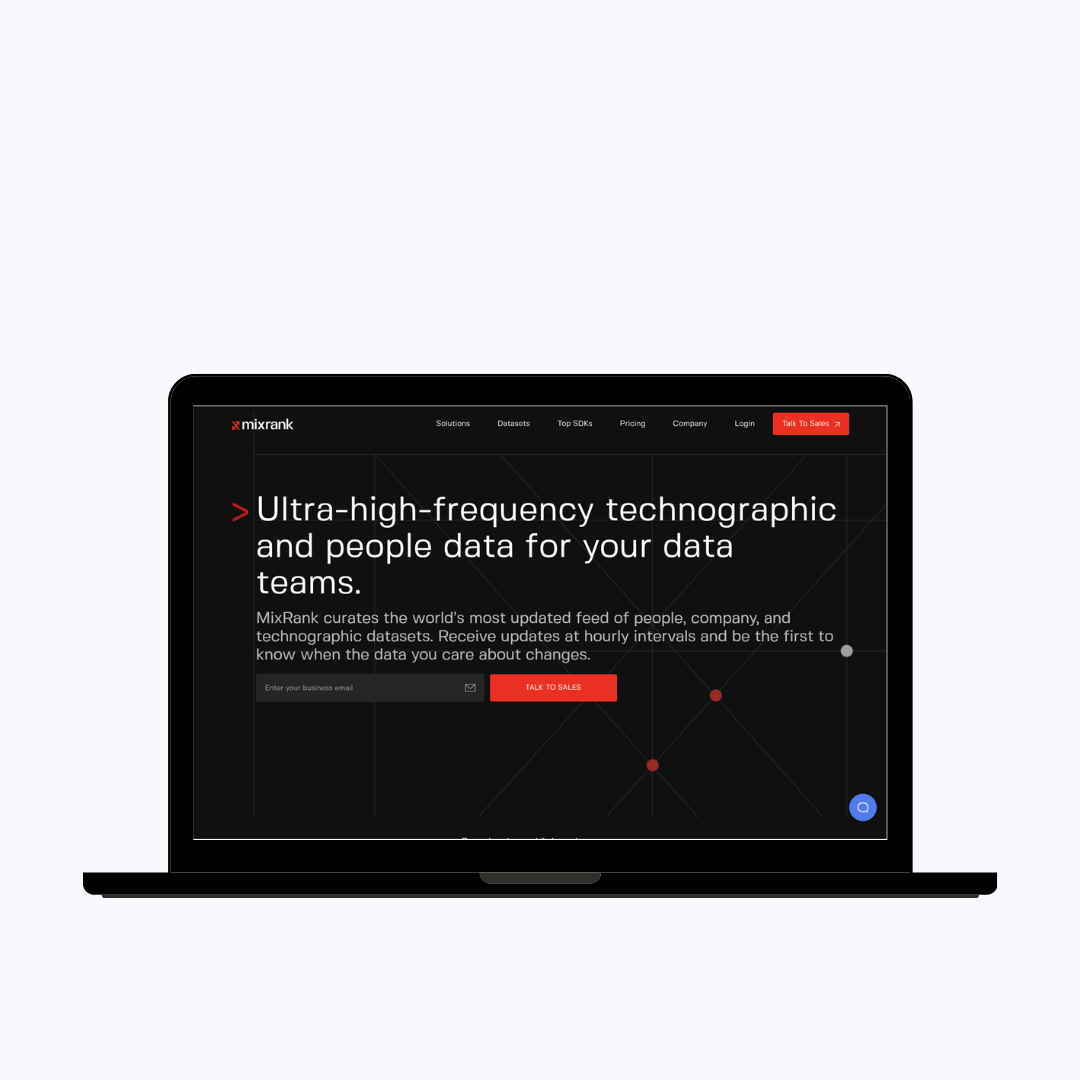 mixrank
Solutions Datasets Top SDKs Pricing Company Login Talk To Sales
> Ultra-high-frequency technographic
and people data for your data
teams.
MixRank curates the world's most updated feed of people, company, and
technographic datasets. Receive updates at hourly intervals and be the first to
know when the data you care about changes.
Enter your business email TALK TO SALES